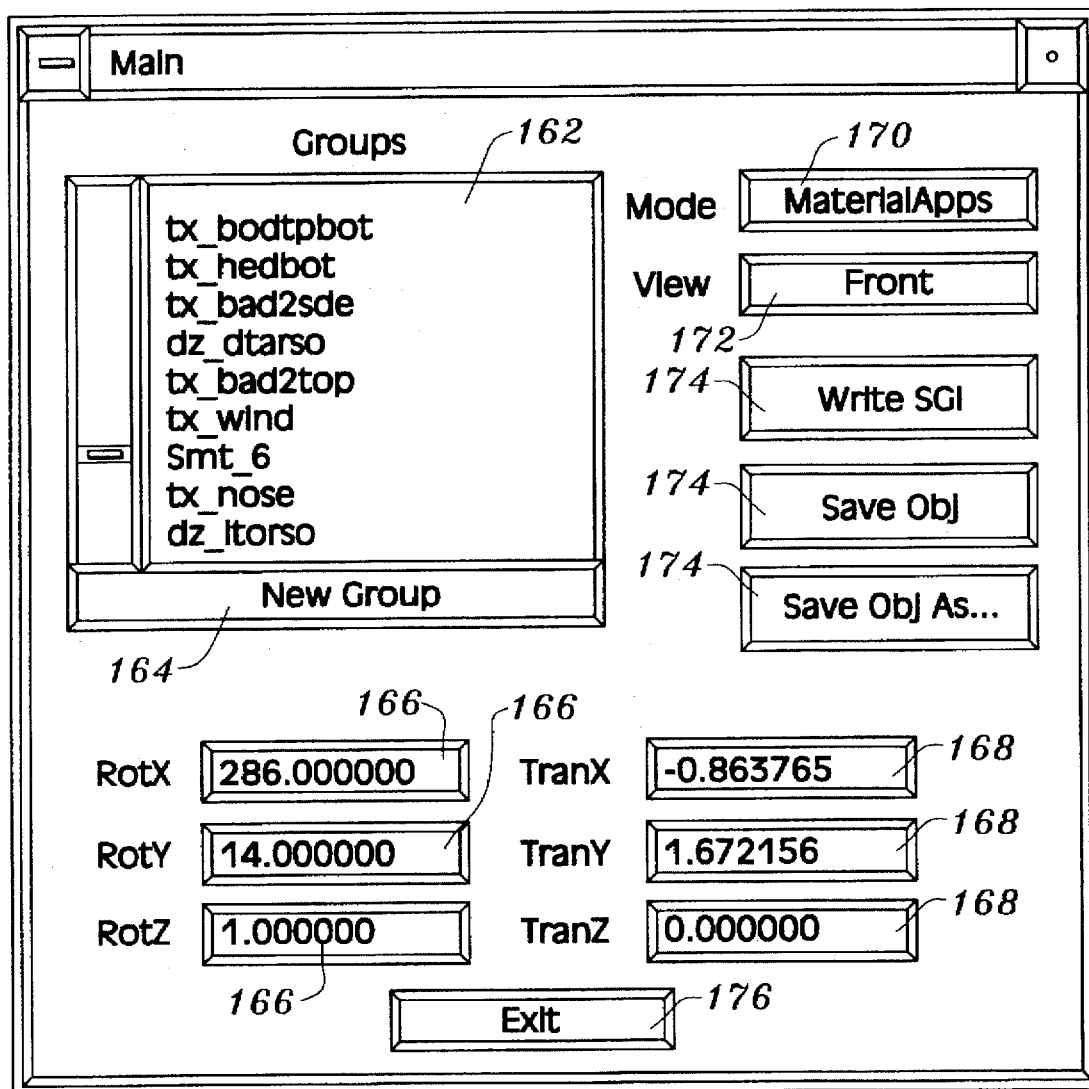 Main
Groups
162
tx_bodtpbot
tx_hedbot
tx_bad2sde
dz_dtarso
tx_bad2top
tx_wind
Smt_6
tx_nose
dz_ltorso
New Group
164
170
Mode MaterialApps
View Front
172
174 Write SGI
174 Save Obj
174 Save Obj As...
166 166
RotX 286.000000 TranX -0.863765 168
RotY 14.000000 TranY 1.672156 168
RotZ 1.000000 TranZ 0.000000 168
166
Exit 176